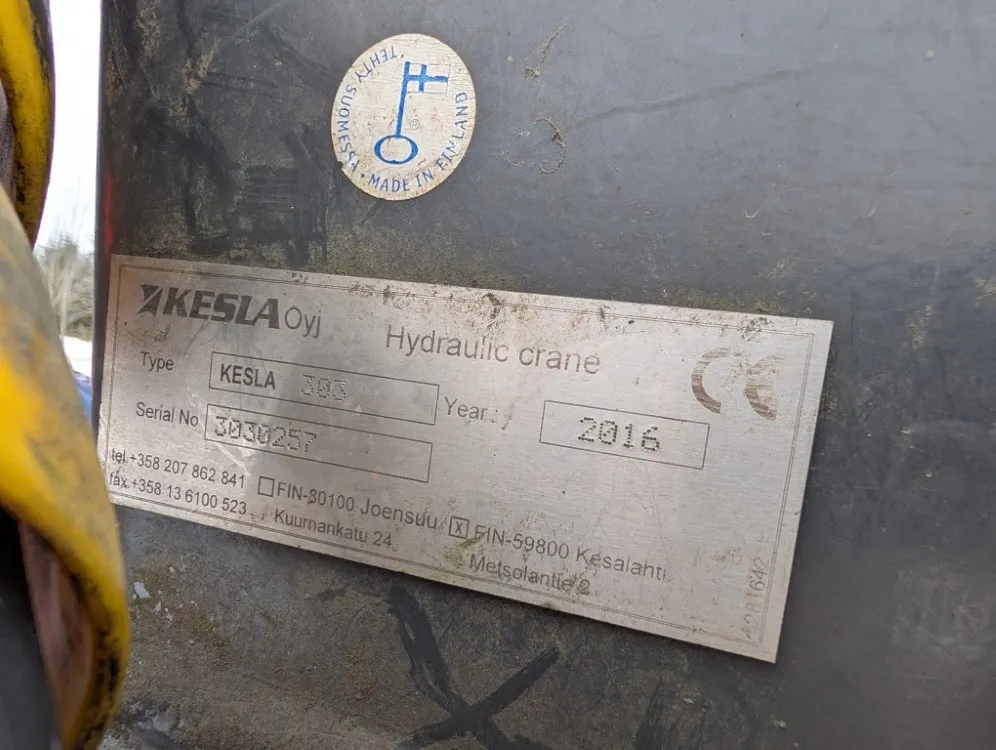 TEHTY SUOMESSA • MADE IN FINLAND
®
KESLA Oyj Hydraulic crane CE
Type KESLA 303 Year: 2016
Serial No 3030257
tel.+358 207 862 841 FIN-80100 Joensuu X FIN-59800 Kesälahti
fax.+358 13 6100 523 Kuurnankatu 24 Metsolantie 2